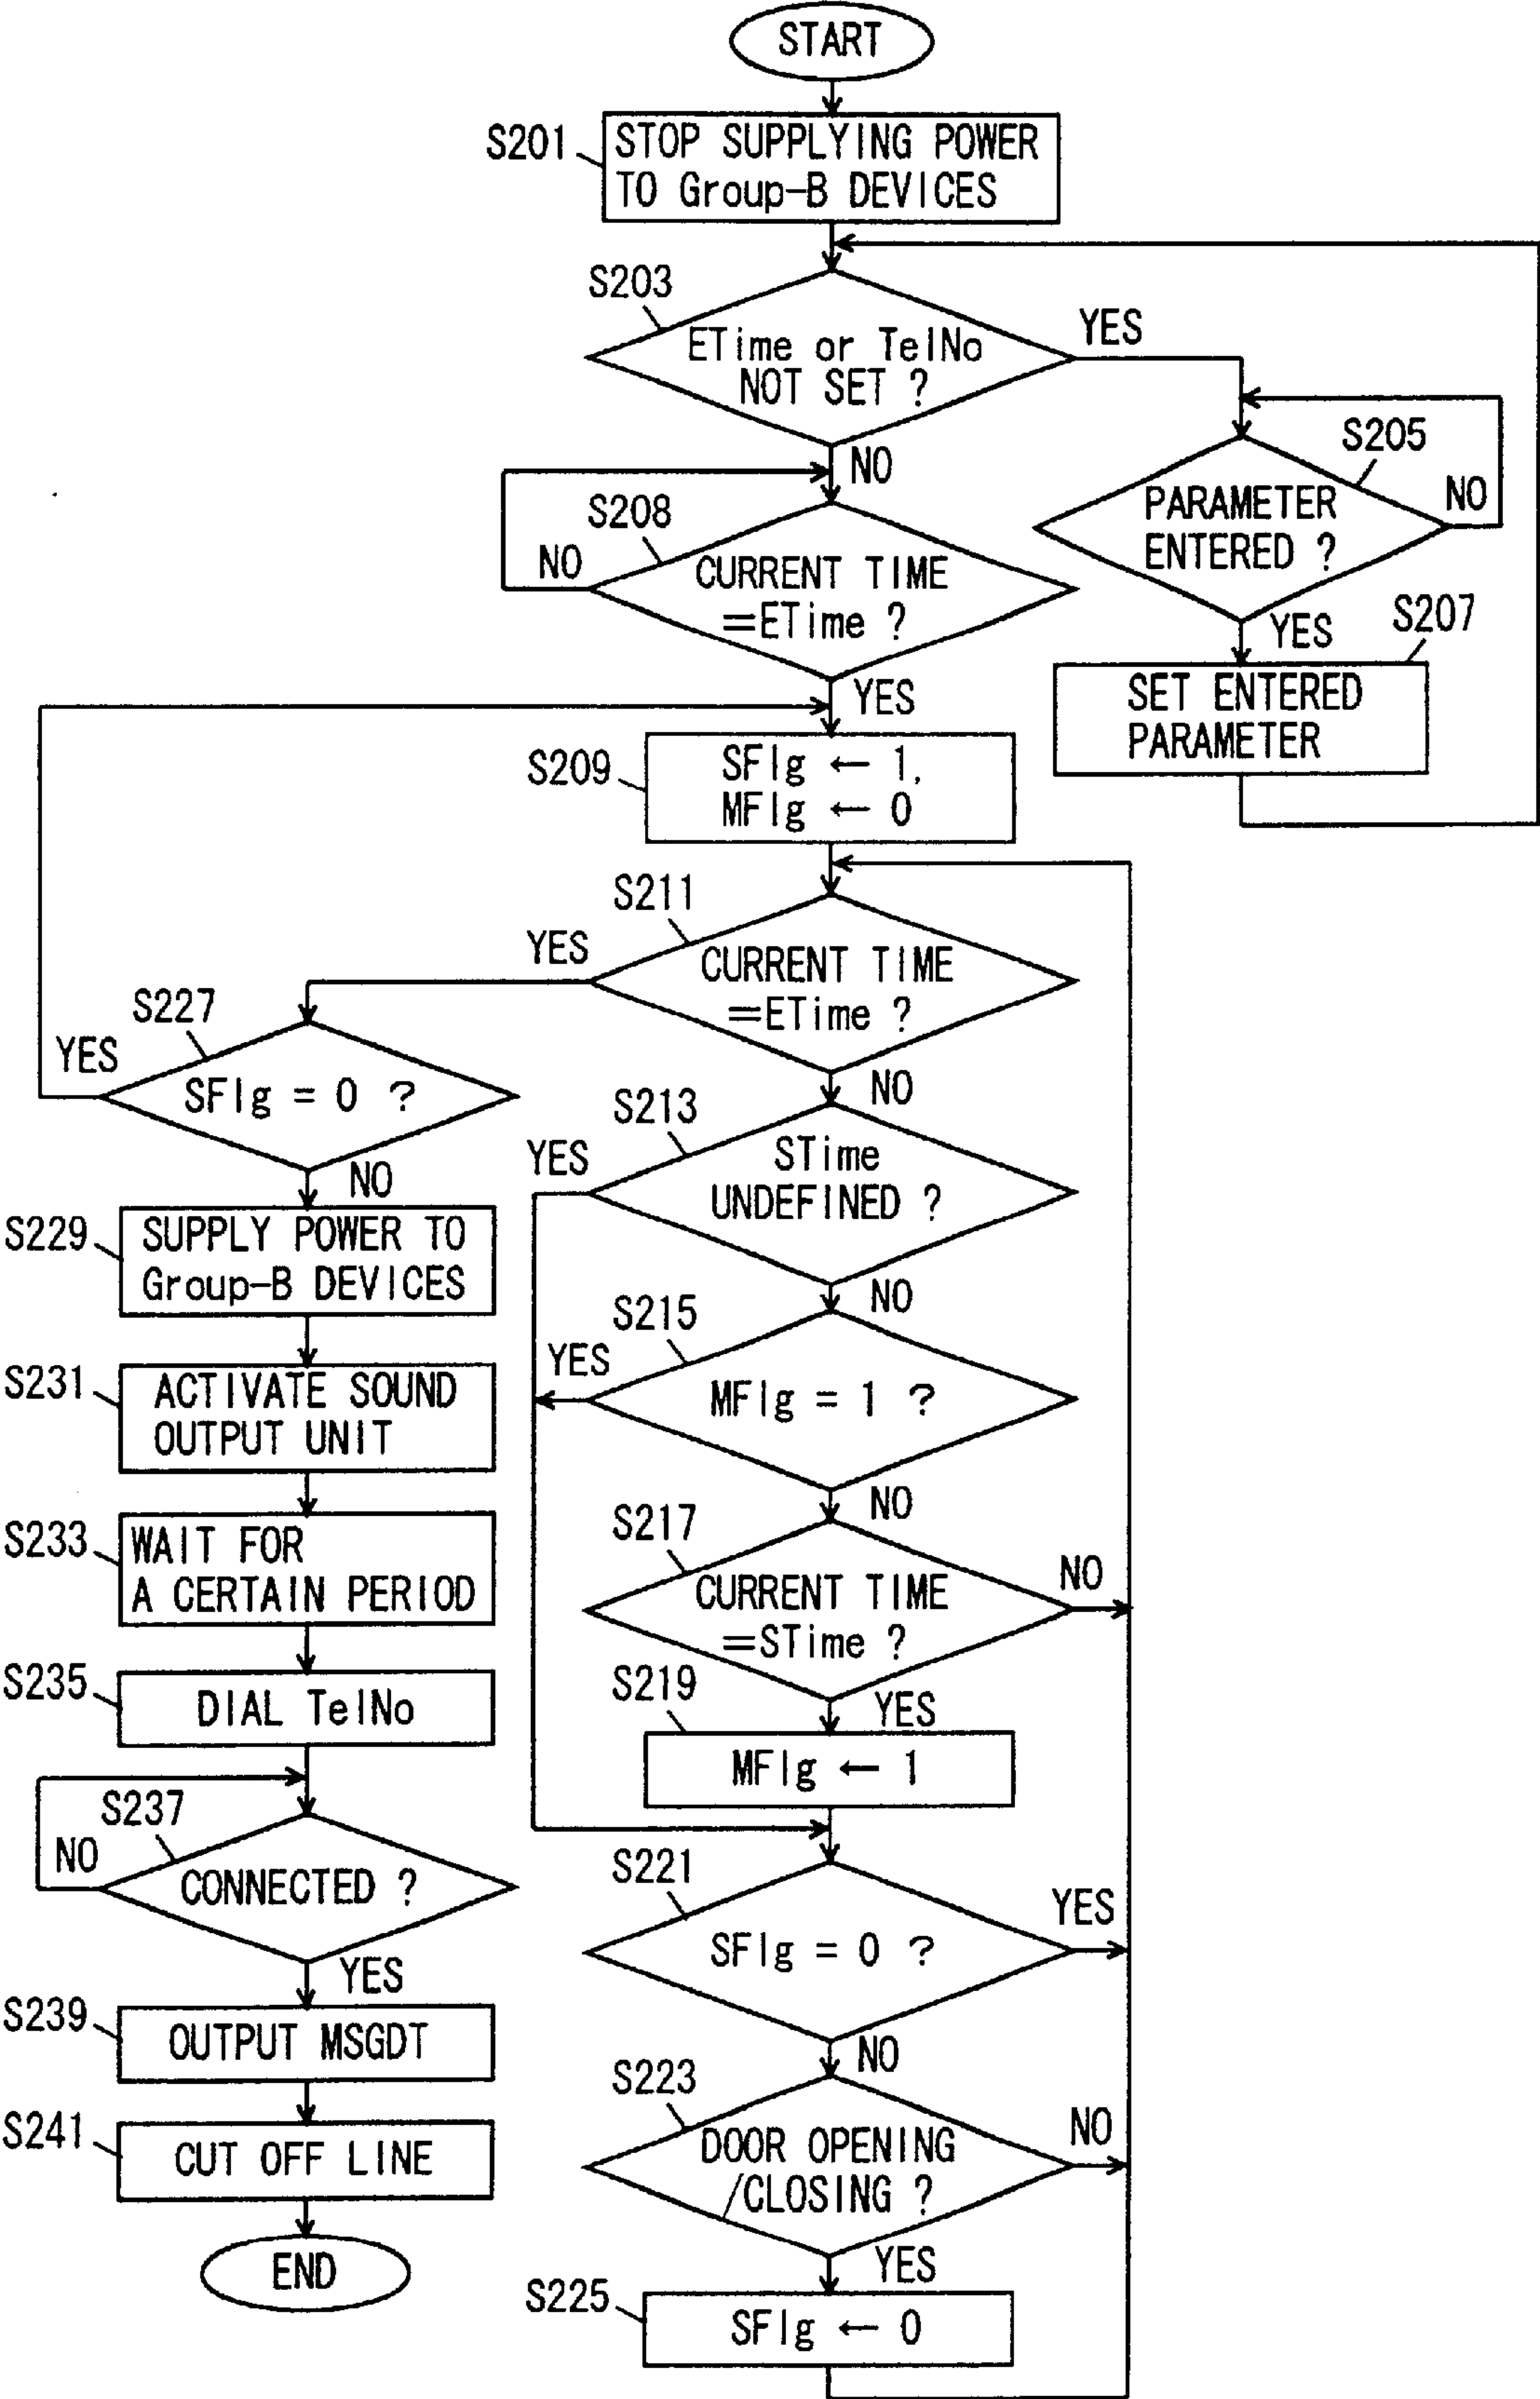 START
S201
STOP SUPPLYING POWER
TO Group-B DEVICES
S203
ETime or TelNo
NOT SET ?
YES
NO
S205
PARAMETER
ENTERED ?
NO
YES
S207
SET ENTERED
PARAMETER
S208
CURRENT TIME
=ETime ?
NO
YES
S209
SFlg ← 1,
MFlg ← 0
S211
CURRENT TIME
=ETime ?
YES
NO
S213
STime
UNDEFINED ?
YES
NO
S215
MFlg = 1 ?
YES
NO
S217
CURRENT TIME
=STime ?
NO
YES
S219
MFlg ← 1
S221
SFlg = 0 ?
YES
NO
S223
DOOR OPENING
/CLOSING ?
NO
YES
S225
SFlg ← 0
S227
SFlg = 0 ?
YES
NO
S229
SUPPLY POWER TO
Group-B DEVICES
S231
ACTIVATE SOUND
OUTPUT UNIT
S233
WAIT FOR
A CERTAIN PERIOD
S235
DIAL TelNo
S237
CONNECTED ?
NO
YES
S239
OUTPUT MSGDT
S241
CUT OFF LINE
END